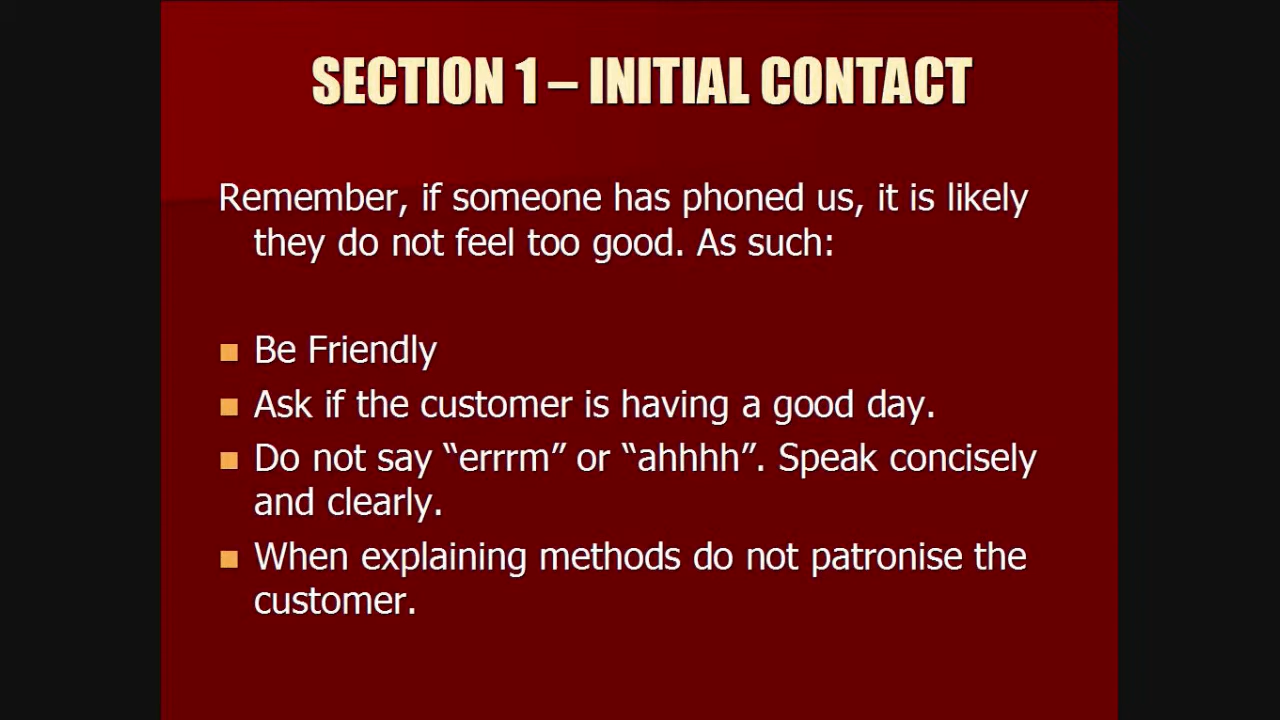 SECTION 1 – INITIAL CONTACT
Remember, if someone has phoned us, it is likely
they do not feel too good. As such:
Be Friendly
Ask if the customer is having a good day.
Do not say “errrm” or “ahhhh”. Speak concisely
and clearly.
When explaining methods do not patronise the
customer.